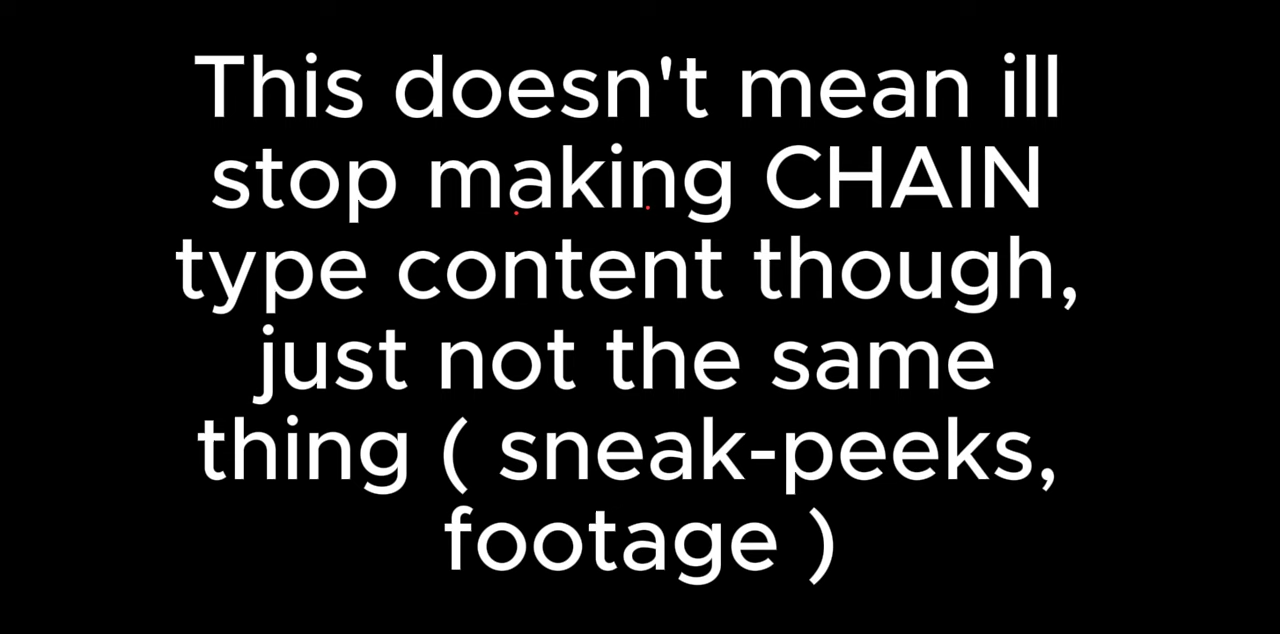 This doesn't mean ill
stop making CHAIN
type content though,
just not the same
thing ( sneak-peeks,
footage )